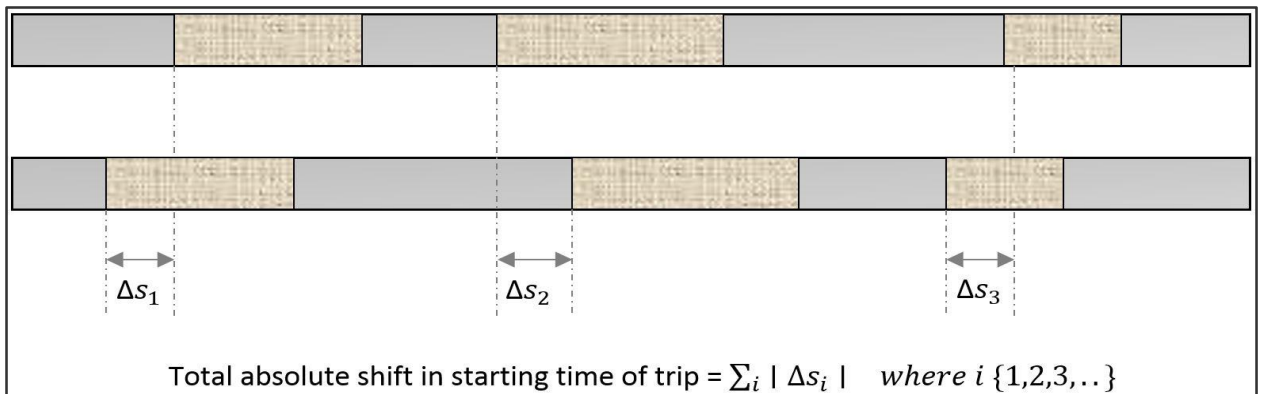 Δs₁ Δs₂ Δs₃
Total absolute shift in starting time of trip = ∑ᵢ | Δsᵢ | where i {1,2,3,..}